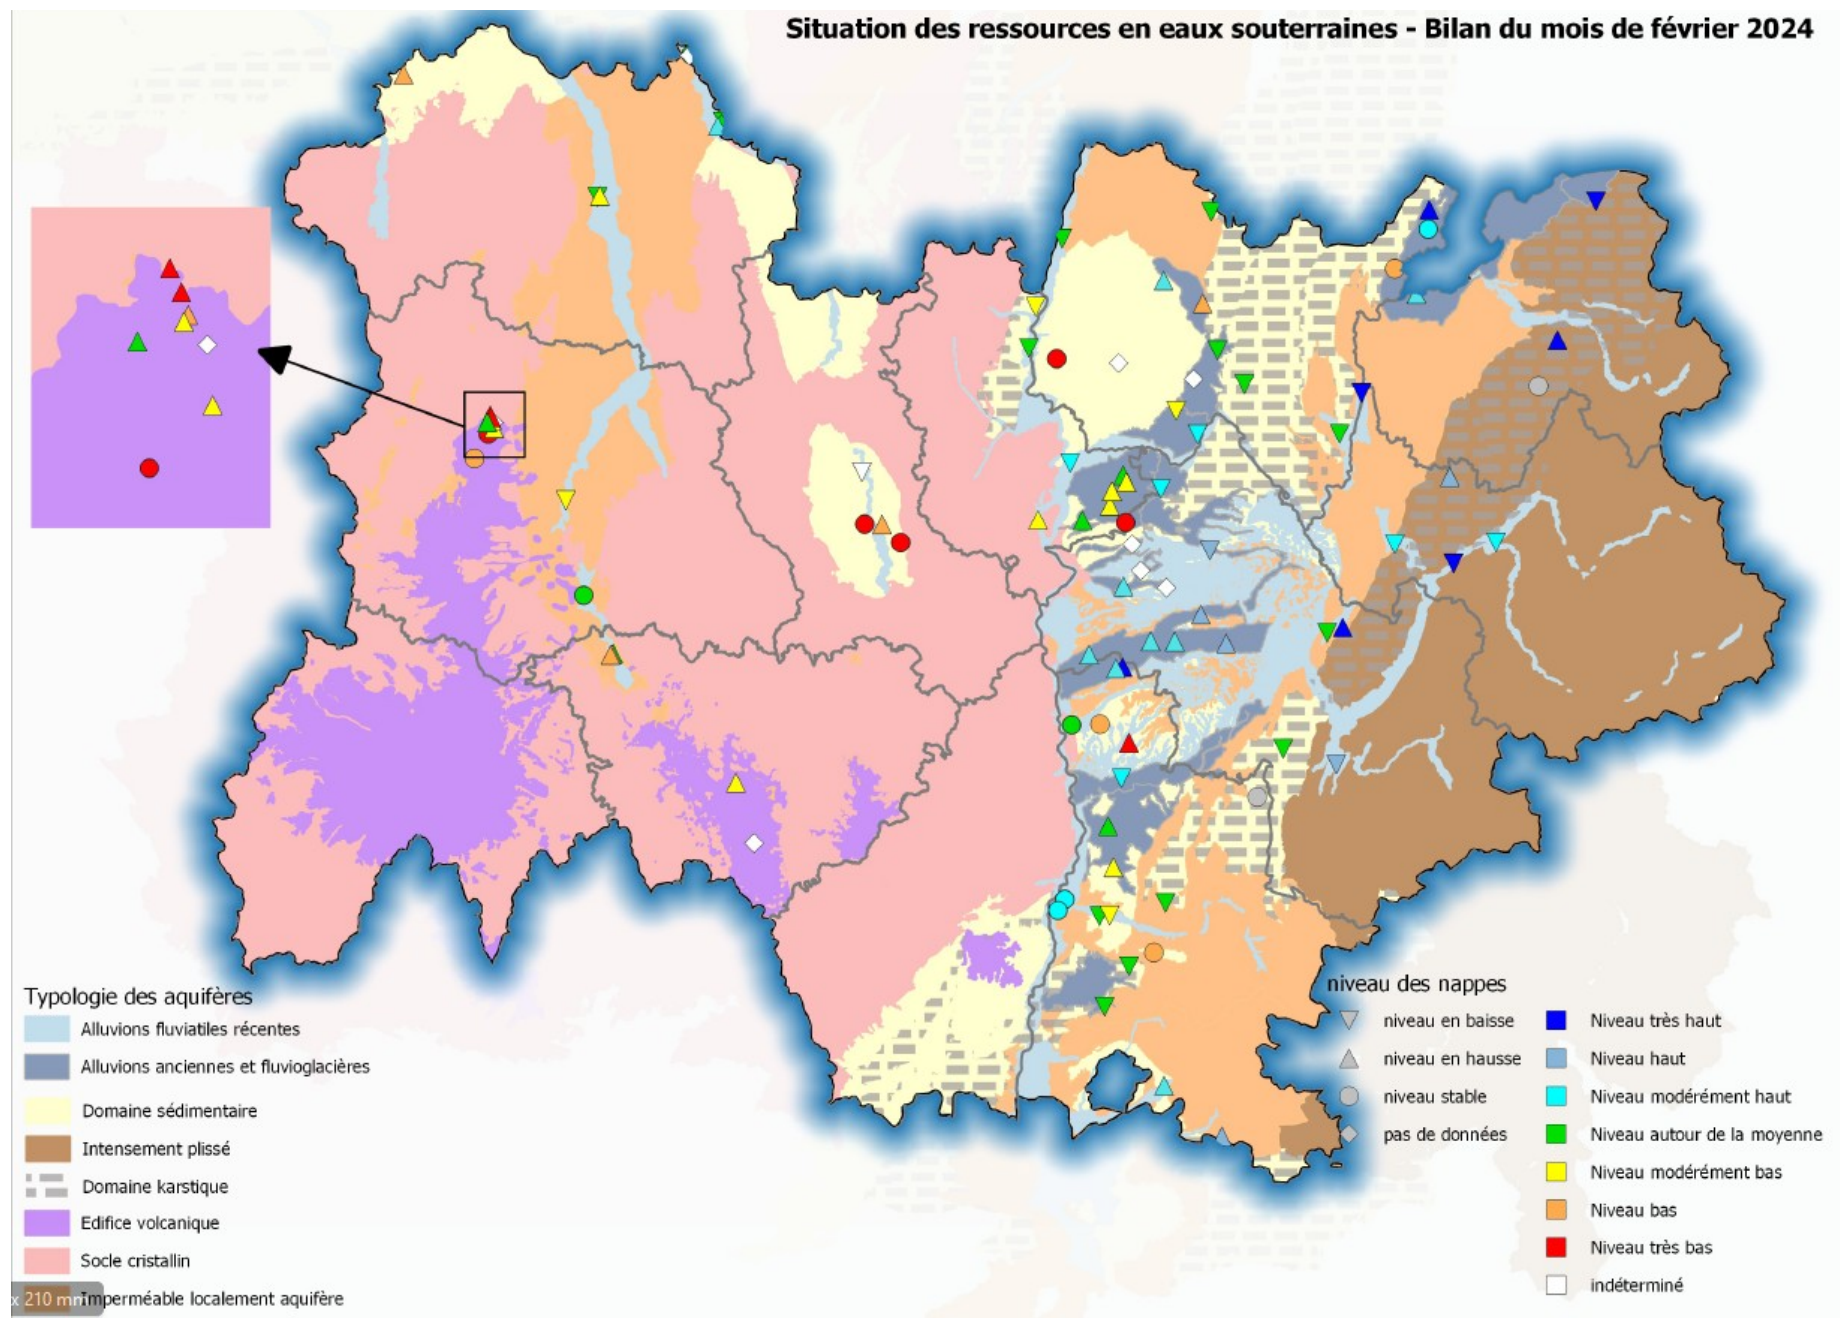 Situation des ressources en eaux souterraines - Bilan du mois de février 2024
Typologie des aquifères
Alluvions fluviatiles récentes
Alluvions anciennes et fluvioglacières
Domaine sédimentaire
Intensement plissé
Domaine karstique
Edifice volcanique
Socle cristallin
Imperméable localement aquifère
x 210 mm
niveau des nappes
niveau en baisse
niveau en hausse
niveau stable
pas de données
Niveau très haut
Niveau haut
Niveau modérément haut
Niveau autour de la moyenne
Niveau modérément bas
Niveau bas
Niveau très bas
indéterminé